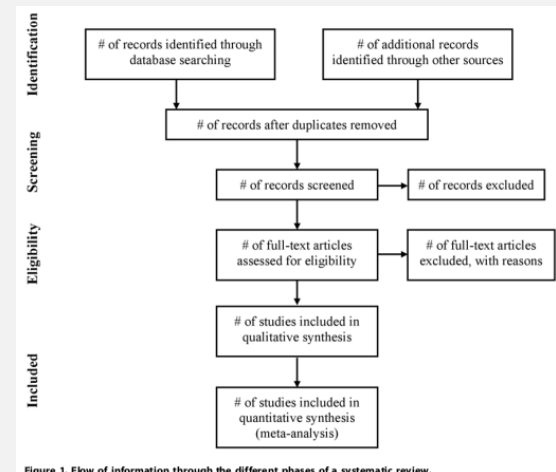 Identification
# of records identified through
database searching
# of additional records
identified through other sources
# of records after duplicates removed
Screening
# of records screened
# of records excluded
Eligibility
# of full-text articles
assessed for eligibility
# of full-text articles
excluded, with reasons
Included
# of studies included in
qualitative synthesis
# of studies included in
quantitative synthesis
(meta-analysis)
Figure 1. Flow of information through the different phases of a systematic review.